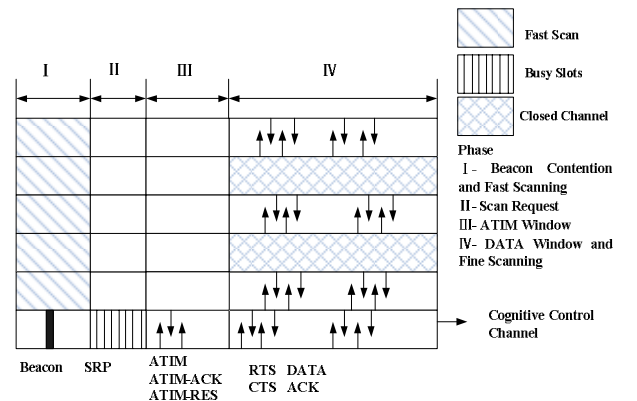 I II III IV
Fast Scan
Busy Slots
Closed Channel
Phase
I - Beacon Contention
and Fast Scanning
II- Scan Request
III- ATIM Window
IV- DATA Window and
Fine Scanning
Cognitive Control
Channel
Beacon SRP
ATIM
ATIM-ACK
ATIM-RES
RTS DATA
CTS ACK